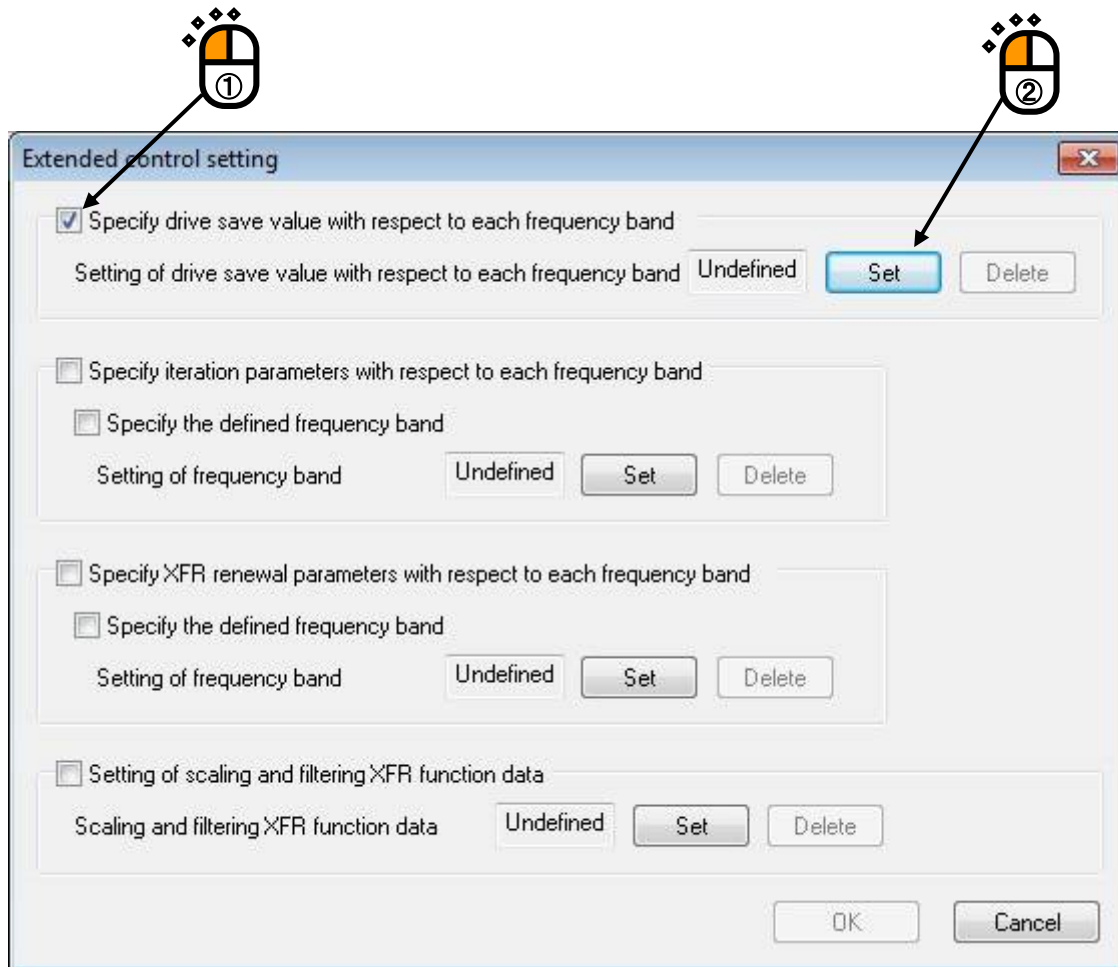 ① ②
Extended control setting
Specify drive save value with respect to each frequency band
Setting of drive save value with respect to each frequency band Undefined Set Delete
Specify iteration parameters with respect to each frequency band
Specify the defined frequency band
Setting of frequency band Undefined Set Delete
Specify XFR renewal parameters with respect to each frequency band
Specify the defined frequency band
Setting of frequency band Undefined Set Delete
Setting of scaling and filtering XFR function data
Scaling and filtering XFR function data Undefined Set Delete
OK Cancel